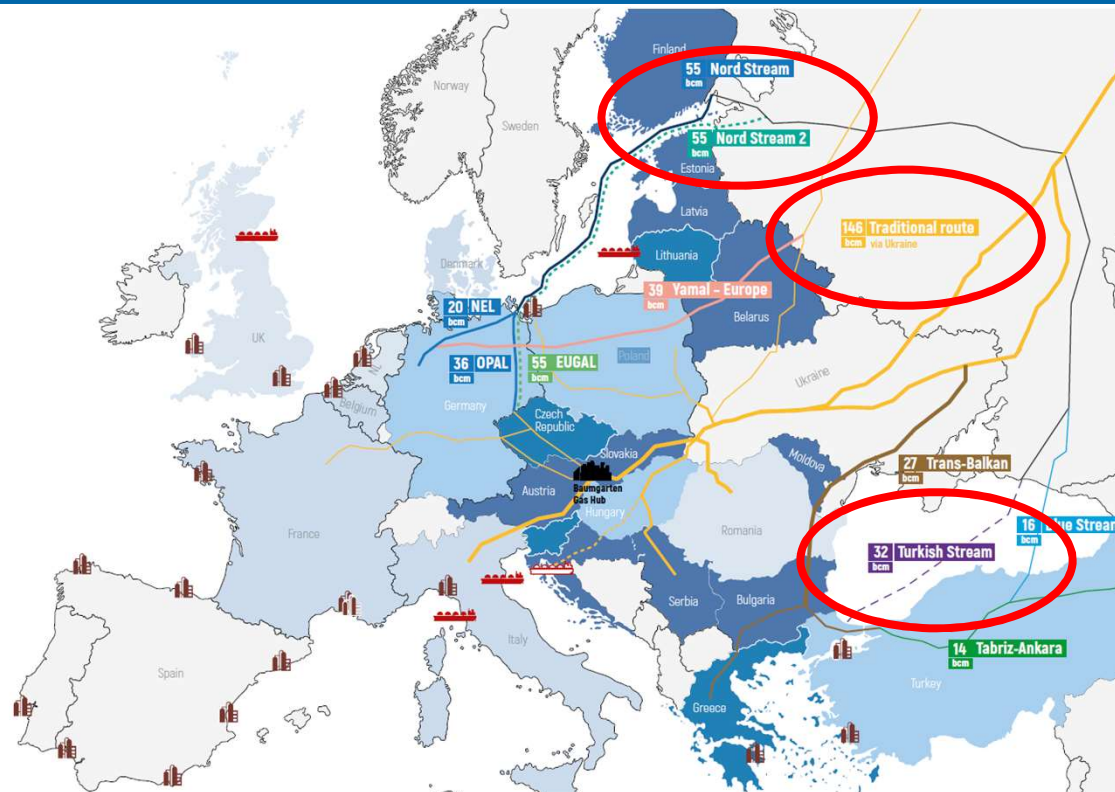 Finland
55 Nord Stream
bcm
Norway
Sweden
55 Nord Stream 2
bcm
Estonia
Latvia
146 Traditional route
bcm via Ukraine
Denmark
Lithuania
39 Yamal – Europe
bcm
20 NEL
bcm
Belarus
UK
NL
36 OPAL
bcm
55 EUGAL
bcm
Poland
Ukraine
Belgium
Germany
Czech
Republic
Slovakia
Moldova
27 Trans-Balkan
bcm
Austria
Baumgarten
Gas Hub
Hungary
France
Romania
16 Blue Stream
bcm
32 Turkish Stream
bcm
Serbia
Bulgaria
Italy
14 Tabriz-Ankara
bcm
Spain
Turkey
Greece